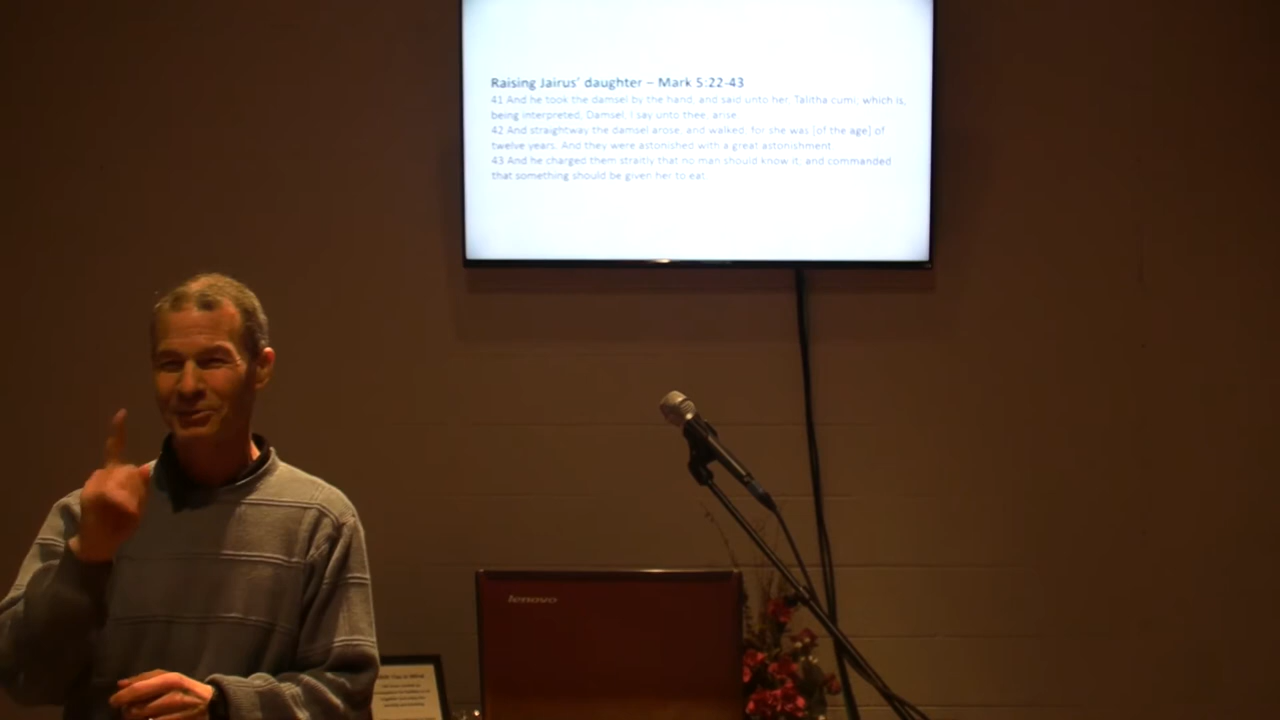 Raising Jairus' daughter – Mark 5:22-43
41 And he took the damsel by the hand, and said unto her, Talitha cumi; which is,
being interpreted, Damsel, I say unto thee, arise.
42 And straightway the damsel arose, and walked; for she was [of the age] of
twelve years. And they were astonished with a great astonishment.
43 And he charged them straitly that no man should know it; and commanded
that something should be given her to eat.
lenovo